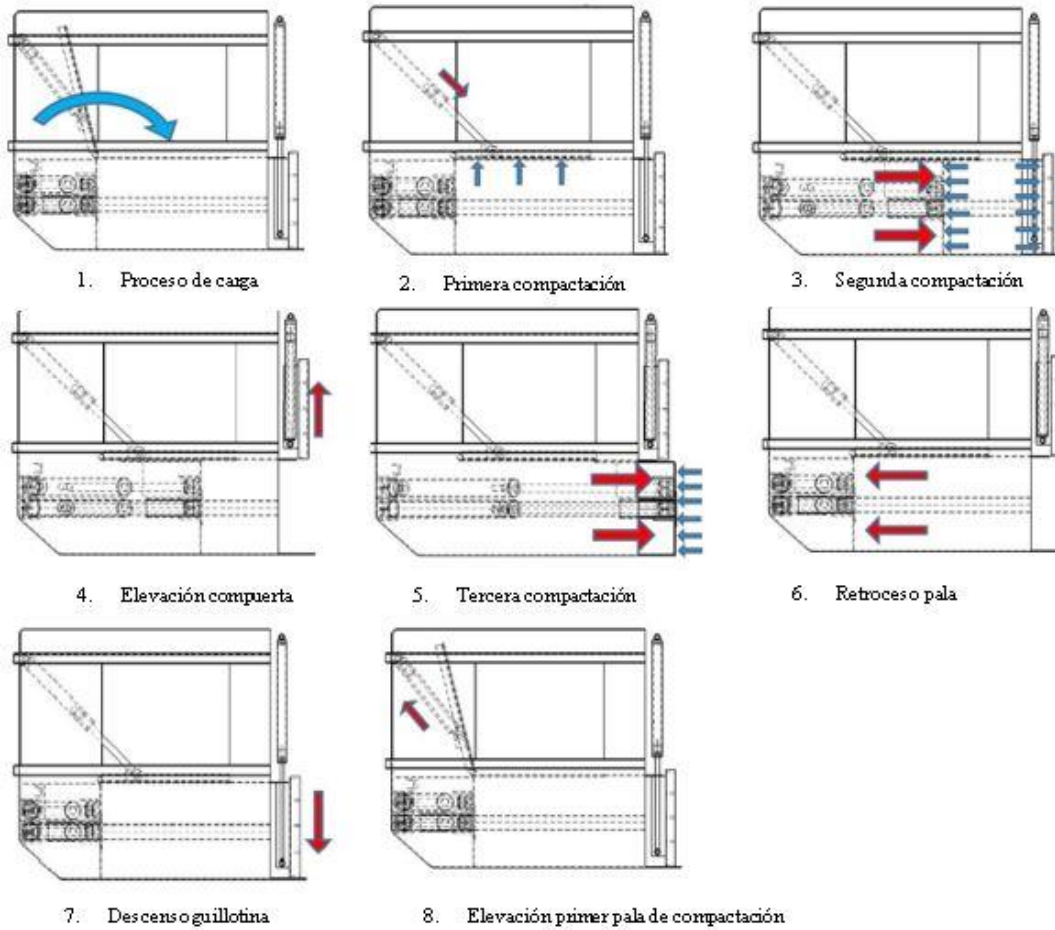 1. Proceso de carga
2. Primera compactación
3. Segunda compactación
4. Elevación compuerta
5. Tercera compactación
6. Retroceso pala
7. Descenso guillotina
8. Elevación primer pala de compactación